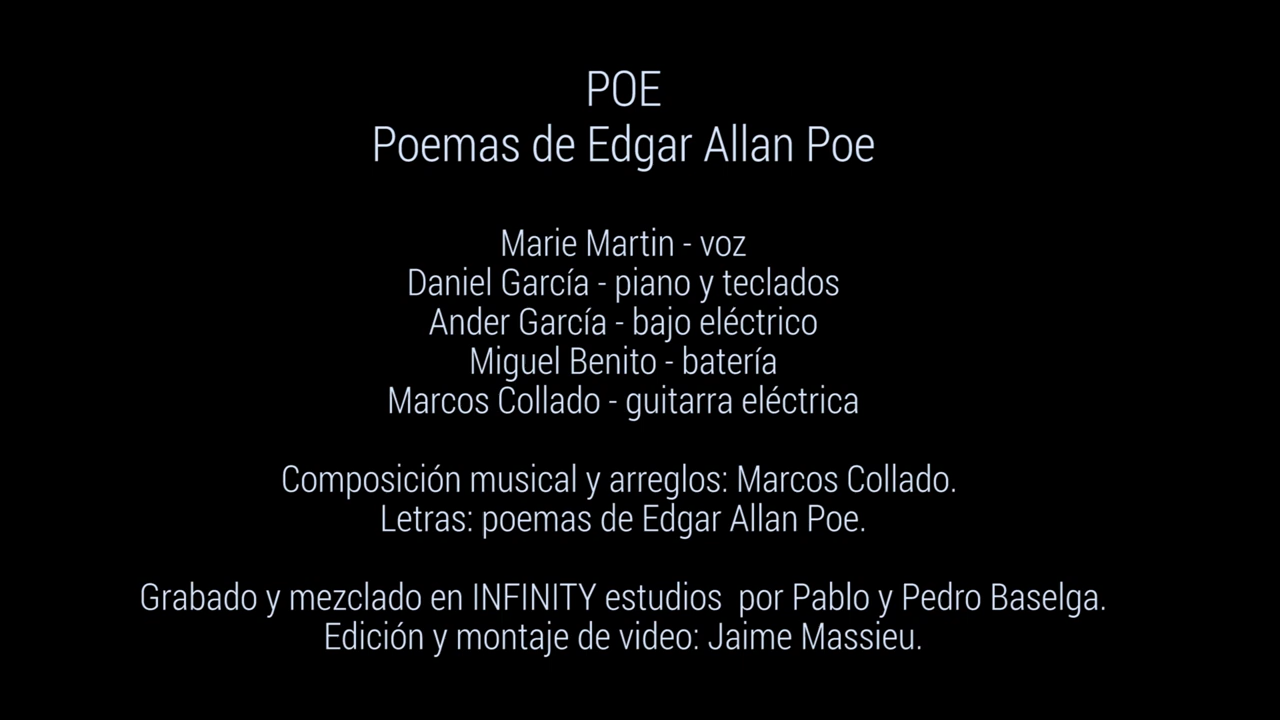 POE
Poemas de Edgar Allan Poe
Marie Martin - voz
Daniel García - piano y teclados
Ander García - bajo eléctrico
Miguel Benito - batería
Marcos Collado - guitarra eléctrica
Composición musical y arreglos: Marcos Collado.
Letras: poemas de Edgar Allan Poe.
Grabado y mezclado en INFINITY estudios  por Pablo y Pedro Baselga.
Edición y montaje de video: Jaime Massieu.